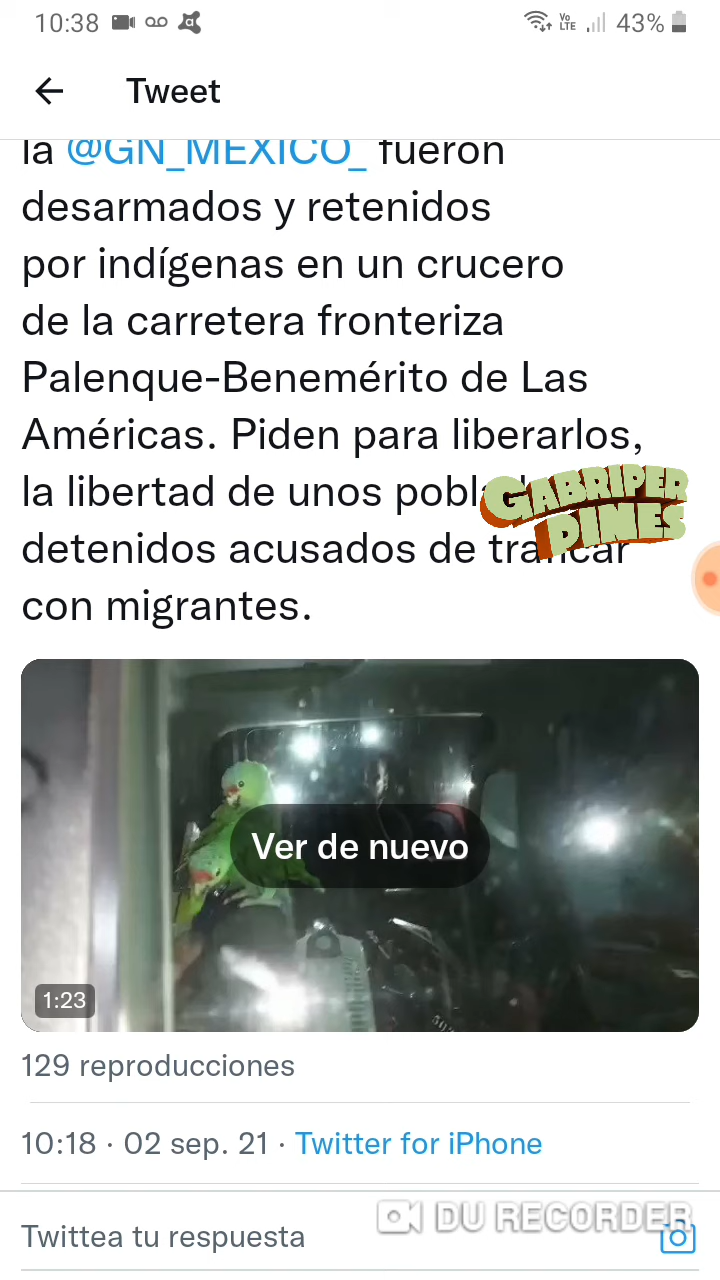 10:38
Vo
LTE
43%
Tweet
la @GN_MEXICO_ fueron
desarmados y retenidos
por indígenas en un crucero
de la carretera fronteriza
Palenque-Benemérito de Las
Américas. Piden para liberarlos,
la libertad de unos
GABRIPER
DINES
detenidos acusados de traficar
con migrantes.
Ver de nuevo
1:23
129 reproducciones
10:18 · 02 sep. 21 · Twitter for iPhone
DU RECORDER
Twittea tu respuesta